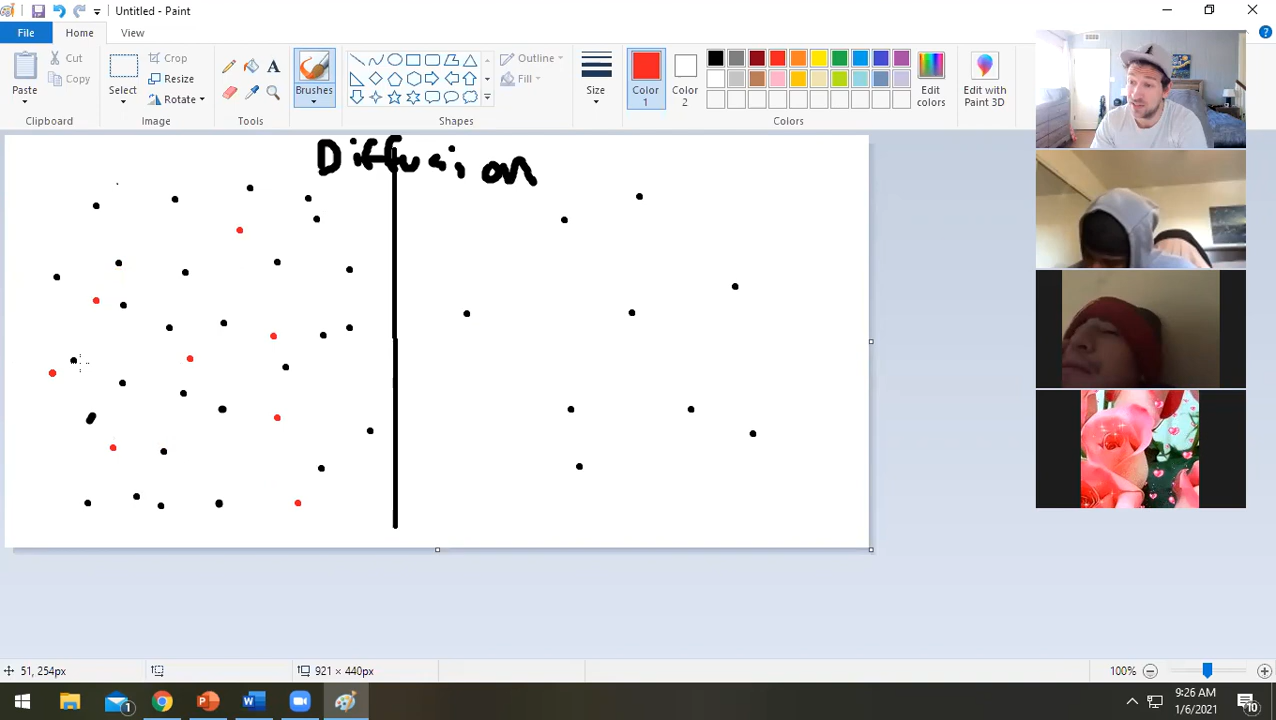 Untitled - Paint
File Home View
Paste
Cut
Copy
Clipboard
Select
Crop
Resize
Rotate
Image
A
Tools
Brushes
Outline
Fill
Shapes
Size
Color 1
Color 2
Edit colors
Edit with Paint 3D
Colors
Diffusion
51, 254px
921 × 440px
100%
1
9:26 AM
1/6/2021
10